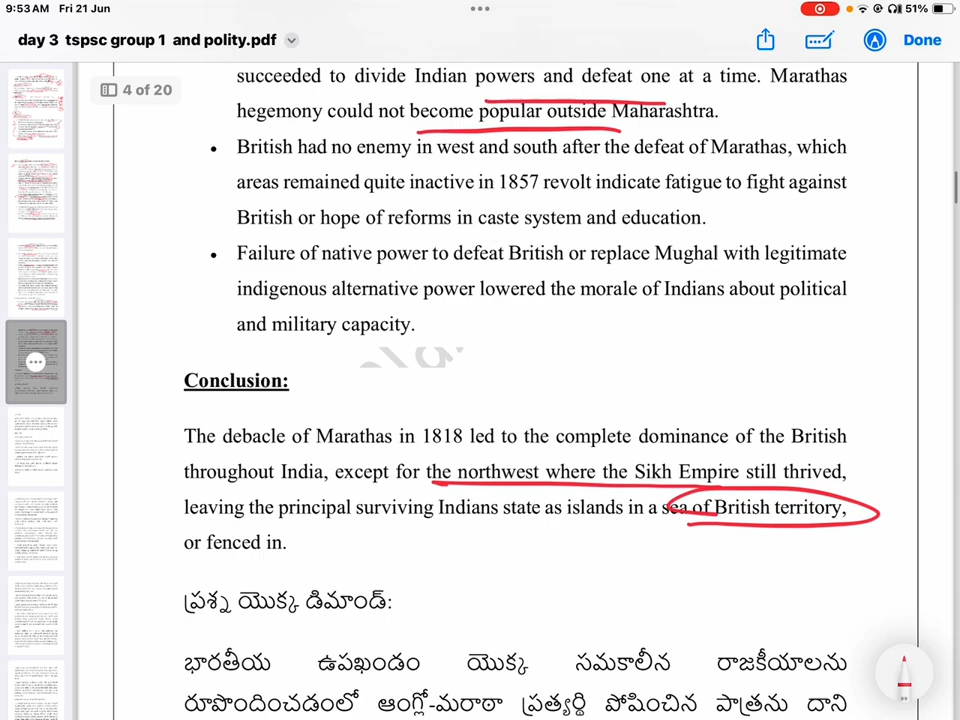 9:53 AM Fri 21 Jun
51%
day 3 tspsc group 1 and polity.pdf
Done
4 of 20
succeeded to divide Indian powers and defeat one at a time. Marathas
hegemony could not become popular outside Maharashtra.
• British had no enemy in west and south after the defeat of Marathas, which
areas remained quite inactive in 1857 revolt indicate fatigue to fight against
British or hope of reforms in caste system and education.
• Failure of native power to defeat British or replace Mughal with legitimate
indigenous alternative power lowered the morale of Indians about political
and military capacity.
Conclusion:
The debacle of Marathas in 1818 led to the complete dominance of the British
throughout India, except for the northwest where the Sikh Empire still thrived,
leaving the principal surviving Indians state as islands in a sea of British territory,
or fenced in.
ప్రశ్న యొక్క డిమాండ్:
భారతీయ ఉపఖండం యొక్క సమకాలీన రాజకీయాలను
రూపొందించడంలో ఆంగ్లో-మరాఠా ప్రత్యర్థి పోషించిన పాత్రను దాని